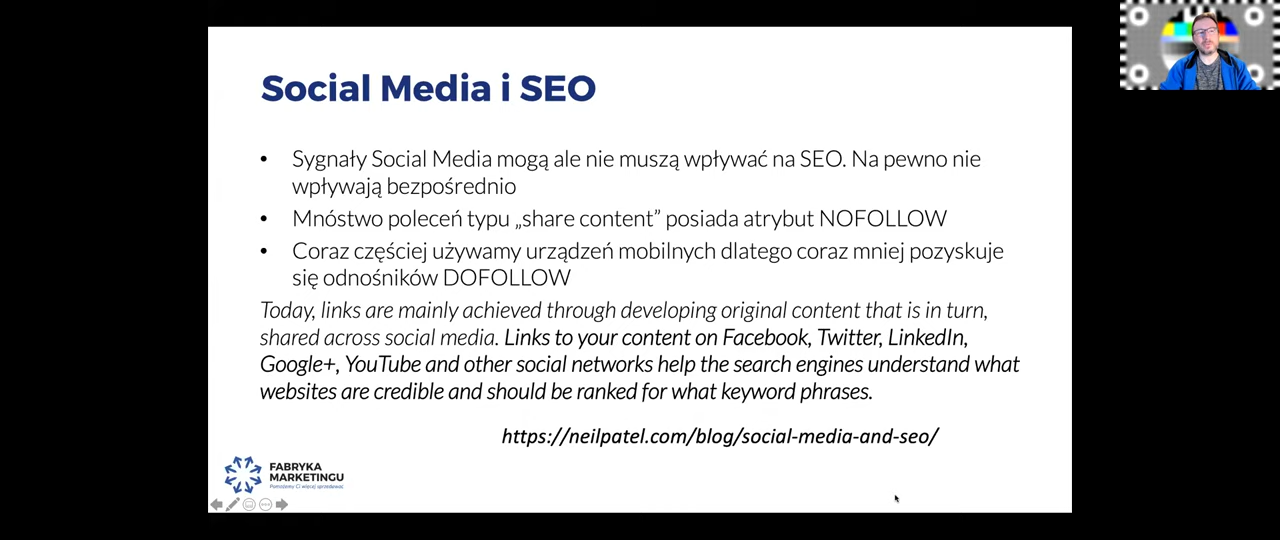 Social Media i SEO
• Sygnały Social Media mogą ale nie muszą wpływać na SEO. Na pewno nie
wpływają bezpośrednio
• Mnóstwo poleceń typu „share content” posiada atrybut NOFOLLOW
• Coraz częściej używamy urządzeń mobilnych dlatego coraz mniej pozyskuje
się odnośników DOFOLLOW
Today, links are mainly achieved through developing original content that is in turn,
shared across social media. Links to your content on Facebook, Twitter, LinkedIn,
Google+, YouTube and other social networks help the search engines understand what
websites are credible and should be ranked for what keyword phrases.
https://neilpatel.com/blog/social-media-and-seo/
FABRYKA
MARKETINGU
Pomożemy Ci więcej sprzedawać